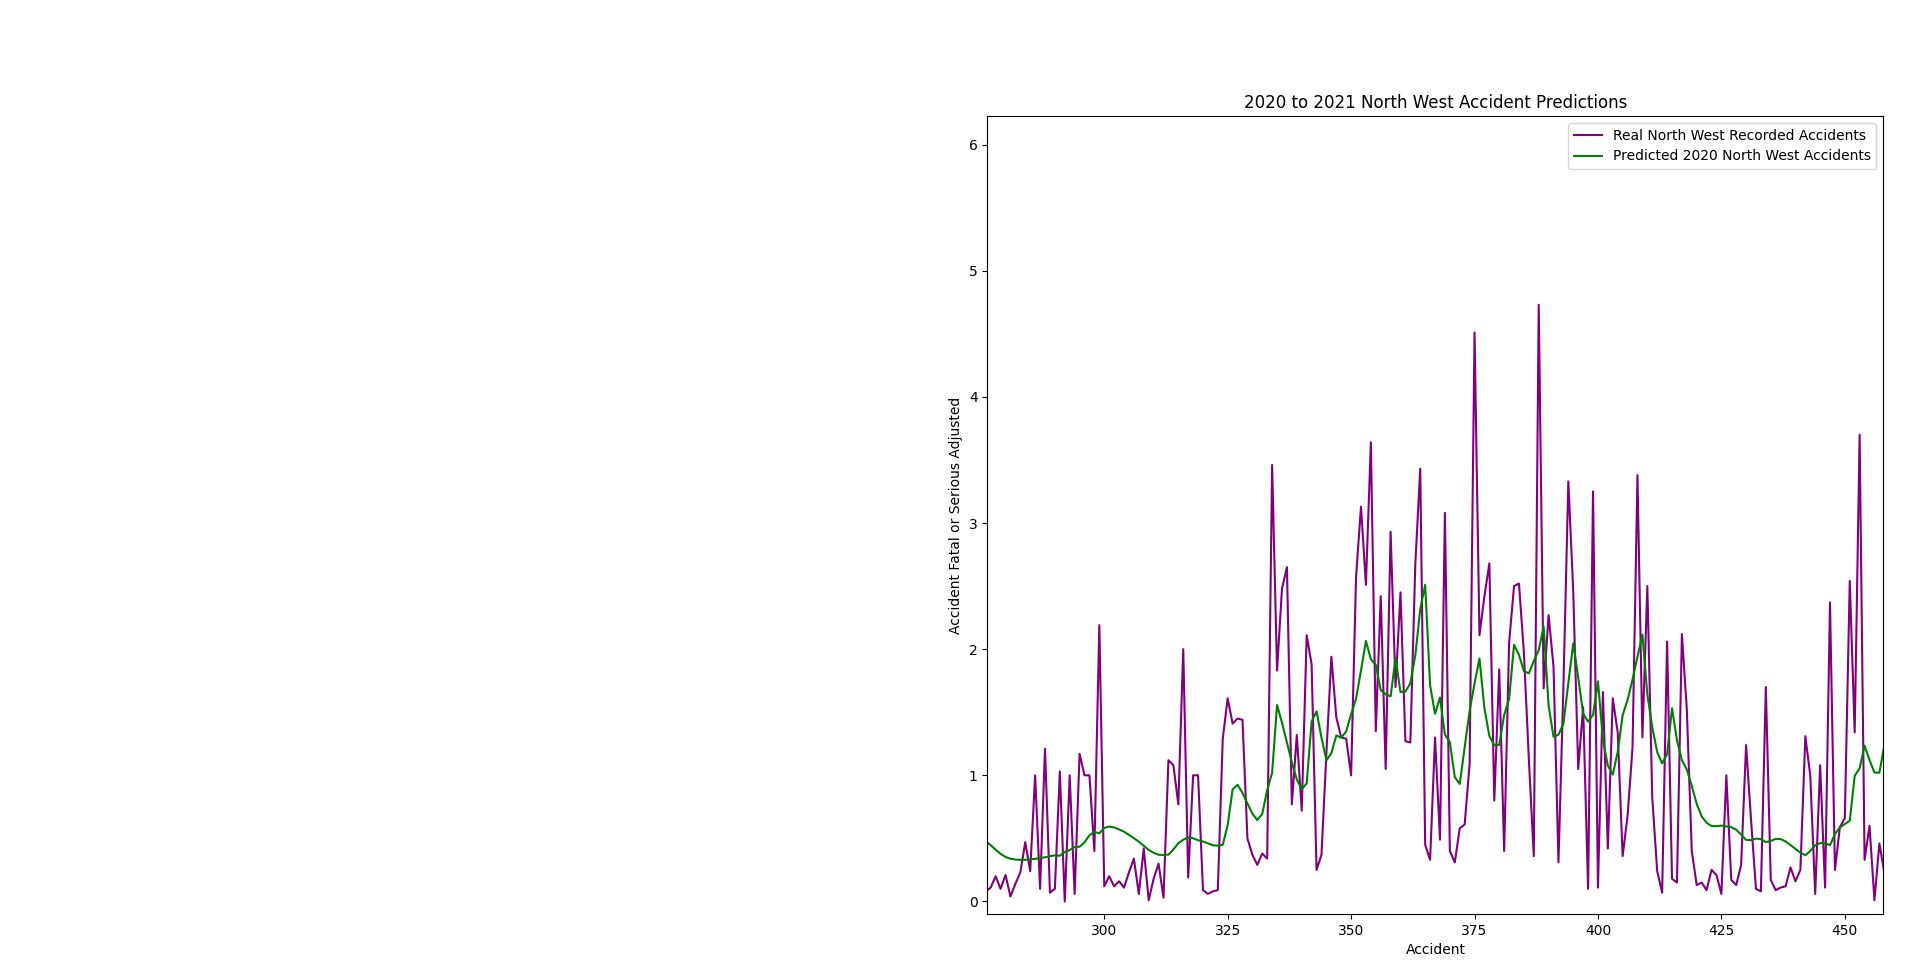 2020 to 2021 North West Accident Predictions
Real North West Recorded Accidents
Predicted 2020 North West Accidents
6
5
4
3
2
1
0
Accident Fatal or Serious Adjusted
300 325 350 375 400 425 450
Accident